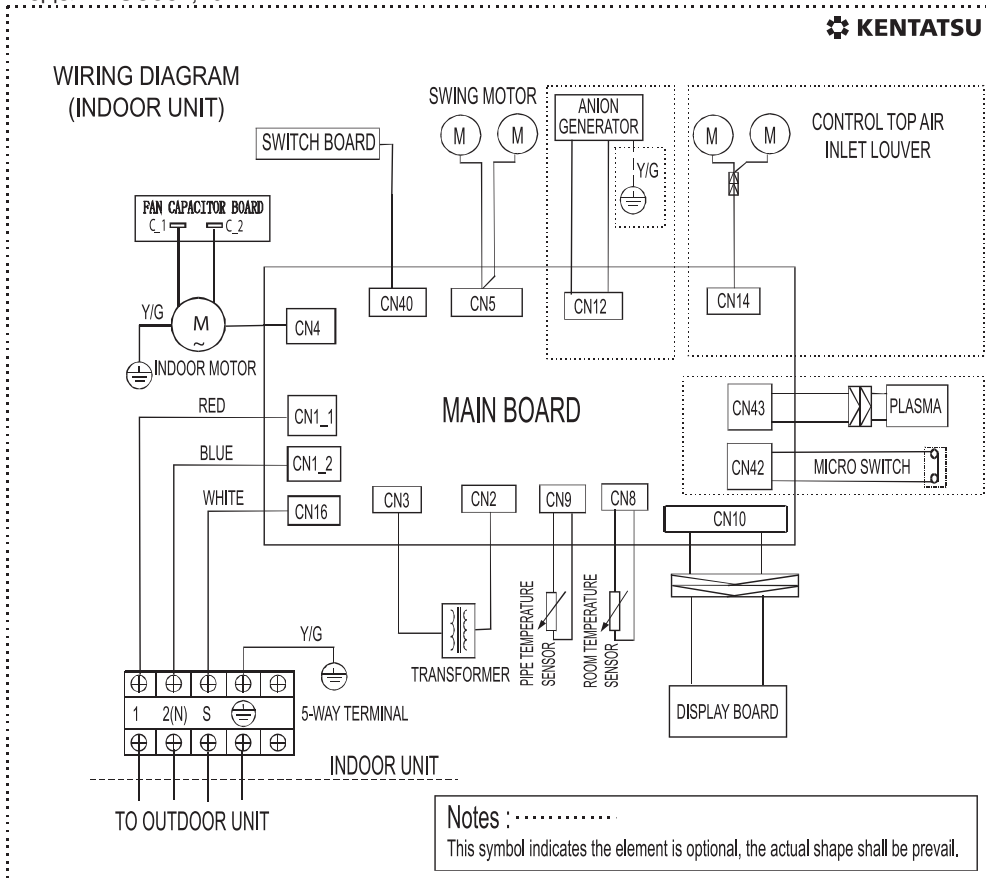 KENTATSU
WIRING DIAGRAM
(INDOOR UNIT)
SWITCH BOARD
SWING MOTOR
M M
ANION
GENERATOR
Y/G
M M
CONTROL TOP AIR
INLET LOUVER
FAN CAPACITOR BOARD
C_1 C_2
Y/G
M
~
INDOOR MOTOR
CN4
CN40
CN5
CN12
CN14
RED
CN1_1
BLUE
CN1_2
WHITE
CN16
MAIN BOARD
CN43
PLASMA
CN42
MICRO SWITCH
CN3
CN2
CN9
CN8
CN10
TRANSFORMER
PIPE TEMPERATURE
SENSOR
ROOM TEMPERATURE
SENSOR
DISPLAY BOARD
Y/G
1 2(N) S
5-WAY TERMINAL
INDOOR UNIT
TO OUTDOOR UNIT
Notes :
This symbol indicates the element is optional, the actual shape shall be prevail.